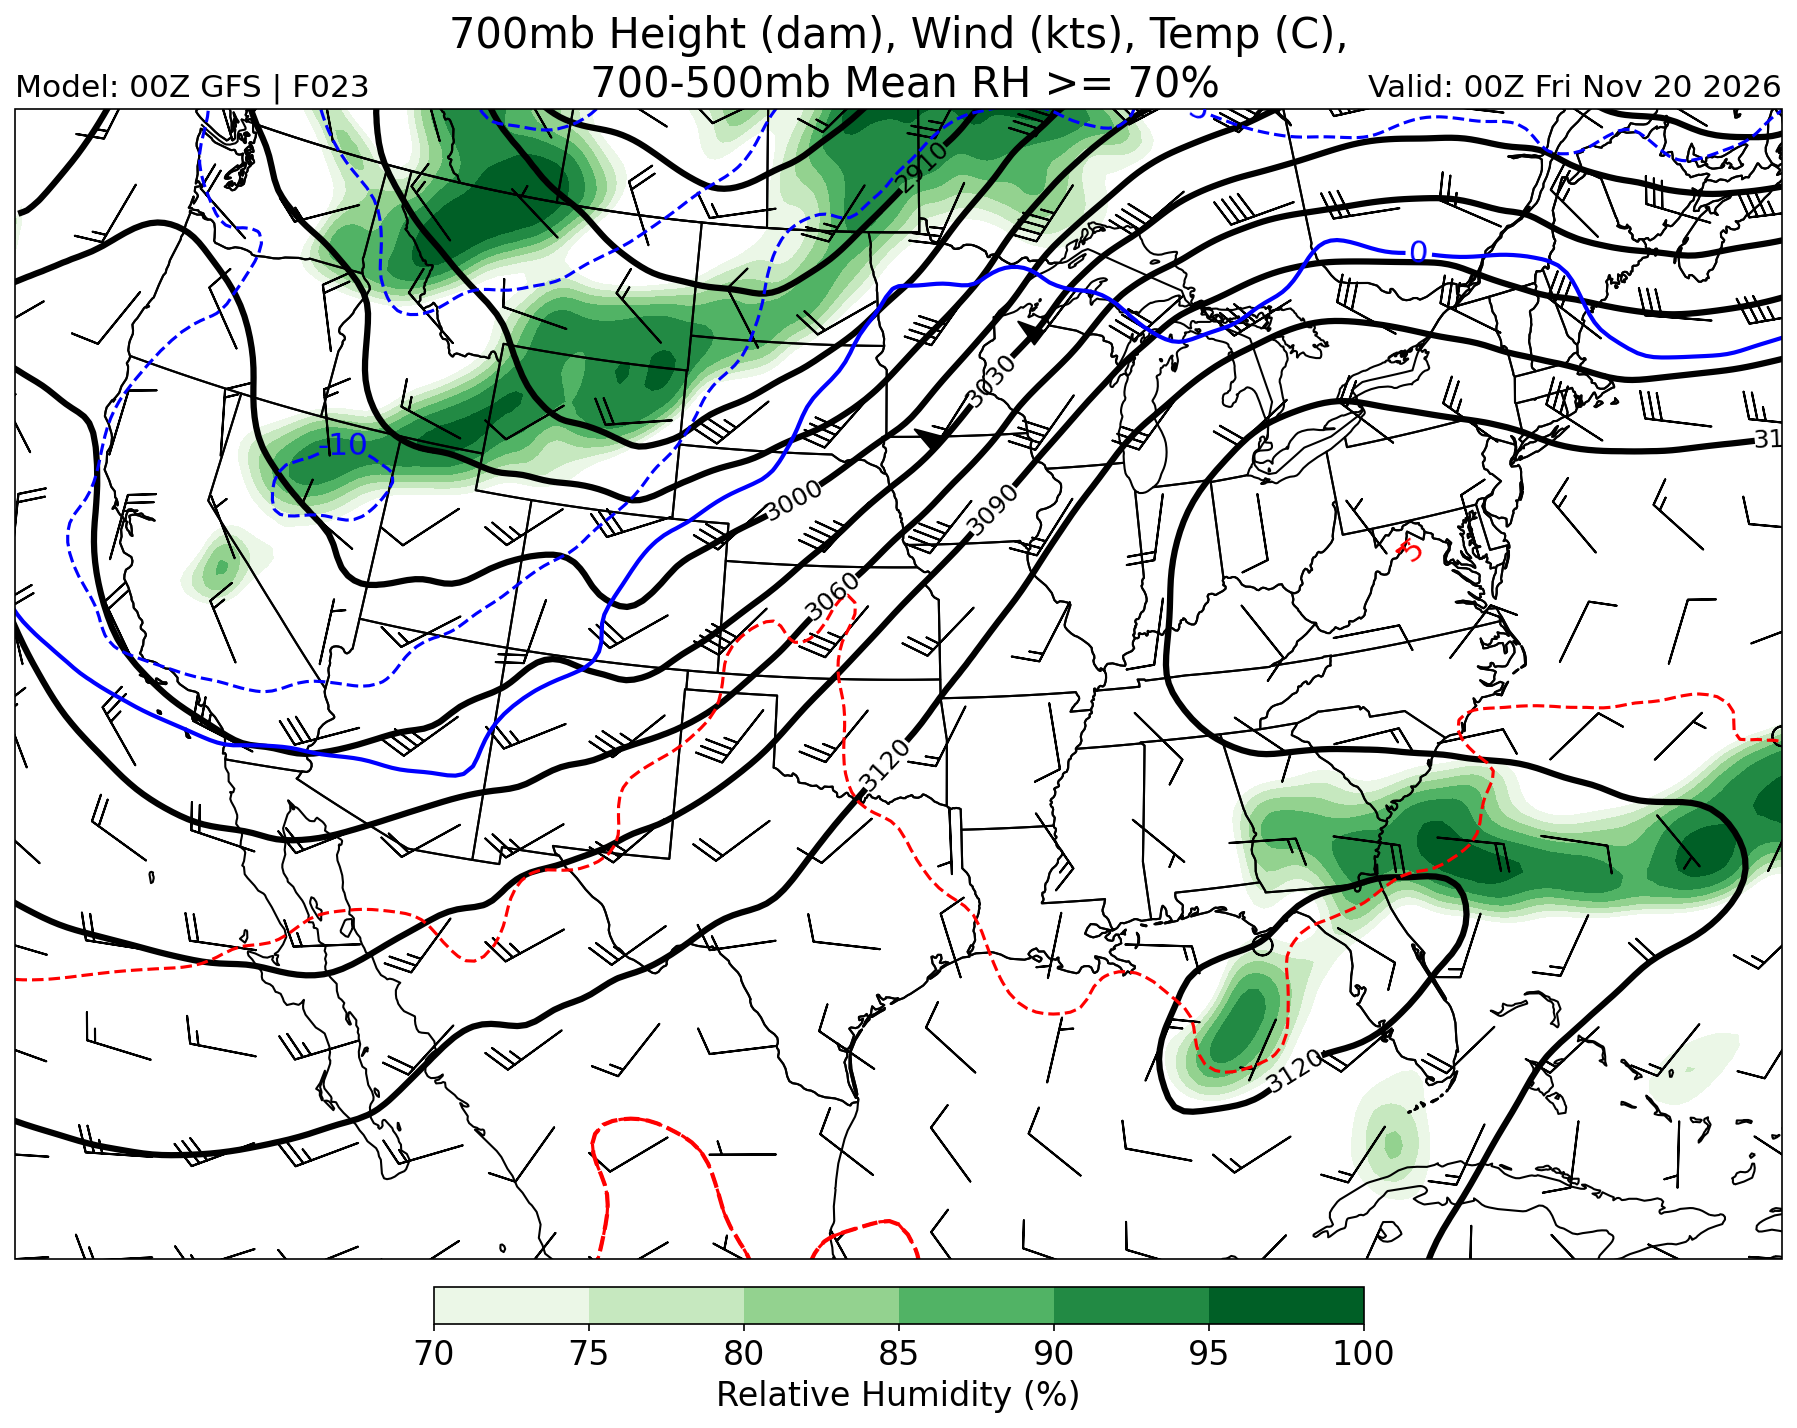 700mb Height (dam), Wind (kts), Temp (C),
700-500mb Mean RH >= 70%
Model: 00Z GFS | F023
Valid: 00Z Fri Nov 20 2026
2910
0
3030
-10
3000
3090
5
3060
3120
3120
70 75 80 85 90 95 100
Relative Humidity (%)